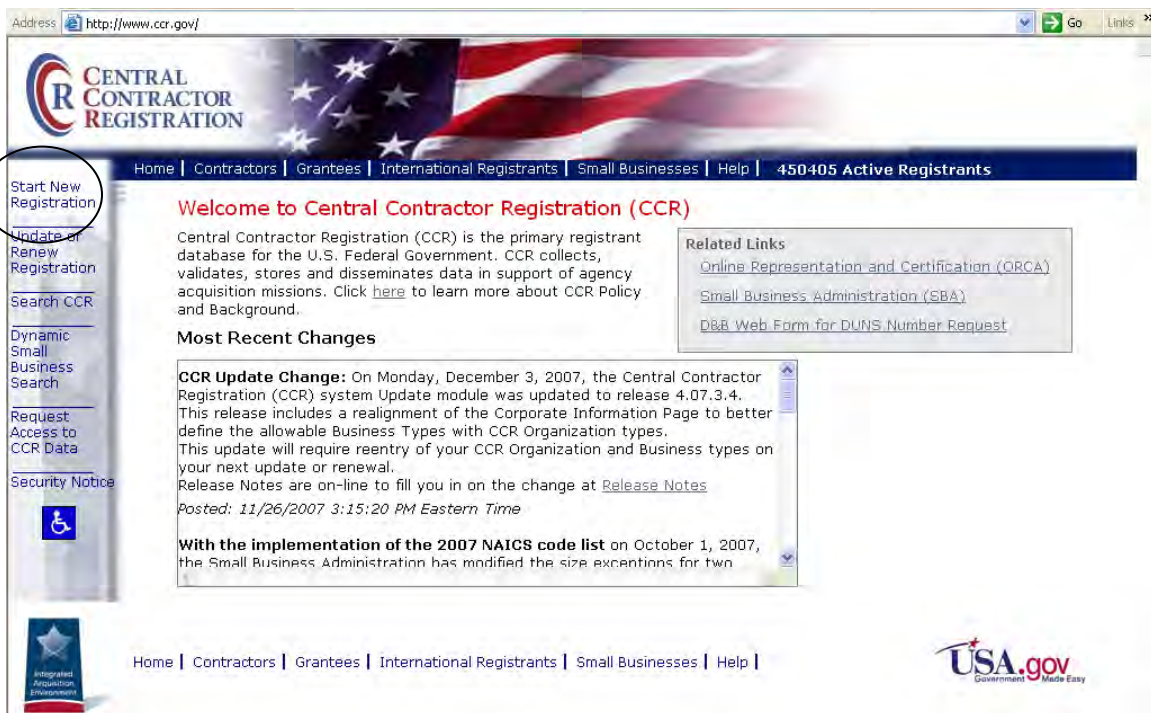 Address http://www.ccr.gov/ Go Links »
CENTRAL
CONTRACTOR
REGISTRATION
Home | Contractors | Grantees | International Registrants | Small Businesses | Help | 450405 Active Registrants
Start New
Registration
Update or
Renew
Registration
Search CCR
Dynamic
Small
Business
Search
Request
Access to
CCR Data
Security Notice
Welcome to Central Contractor Registration (CCR)
Central Contractor Registration (CCR) is the primary registrant
database for the U.S. Federal Government. CCR collects,
validates, stores and disseminates data in support of agency
acquisition missions. Click here to learn more about CCR Policy
and Background.
Related Links
Online Representation and Certification (ORCA)
Small Business Administration (SBA)
D&B Web Form for DUNS Number Request
Most Recent Changes
CCR Update Change: On Monday, December 3, 2007, the Central Contractor
Registration (CCR) system Update module was updated to release 4.07.3.4.
This release includes a realignment of the Corporate Information Page to better
define the allowable Business Types with CCR Organization types.
This update will require reentry of your CCR Organization and Business types on
your next update or renewal.
Release Notes are on-line to fill you in on the change at Release Notes
Posted: 11/26/2007 3:15:20 PM Eastern Time
With the implementation of the 2007 NAICS code list on October 1, 2007,
the Small Business Administration has modified the size exceptions for two
Integrated
Acquisition
Environment
Home | Contractors | Grantees | International Registrants | Small Businesses | Help |
USA.gov
Government Made Easy